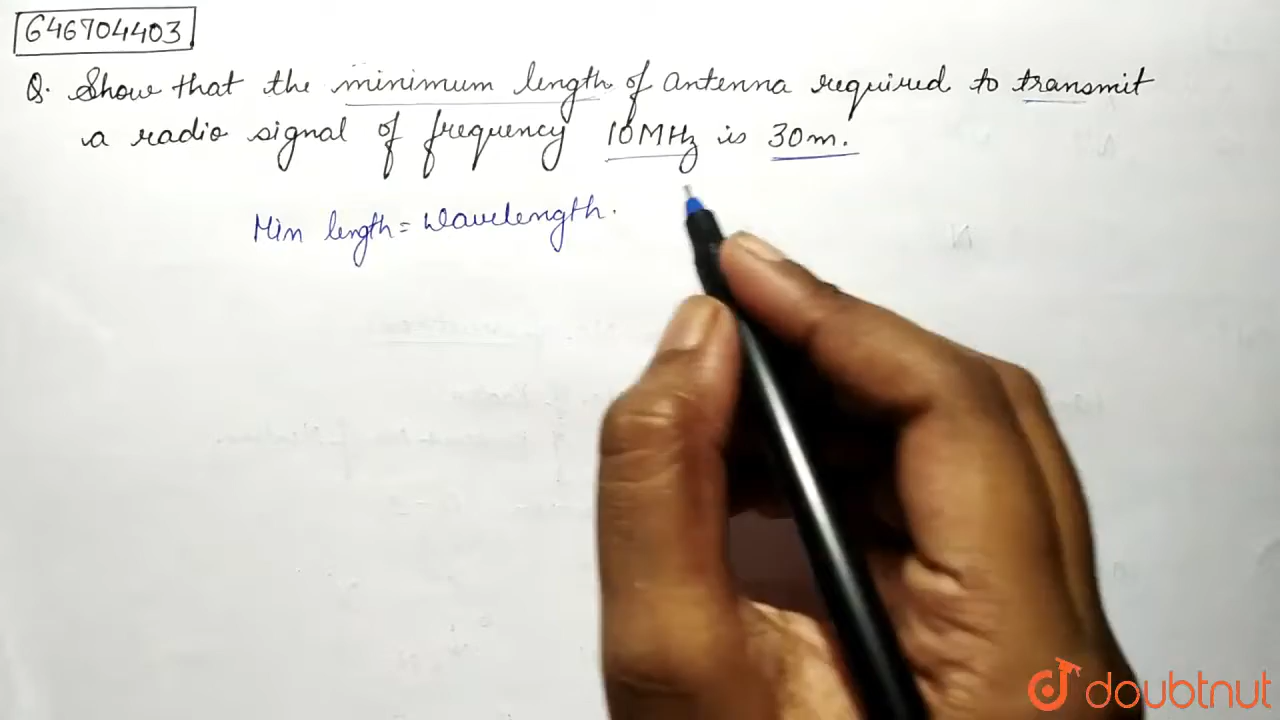 646704403
Q. Show that the minimum length of antenna required to transmit
a radio signal of frequency 10MHz is 30m.
Min length = Wavelength.
doubtnut